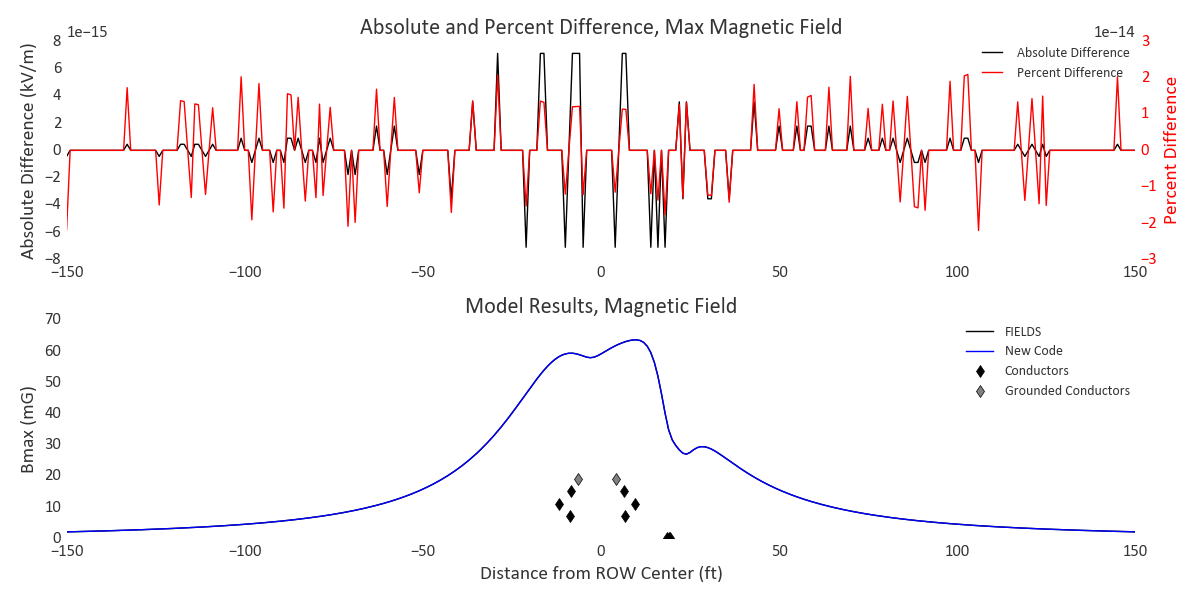 Absolute and Percent Difference, Max Magnetic Field
1e−15
1e−14
Absolute Difference (kV/m)
8
6
4
2
0
−2
−4
−6
−8
Absolute Difference
Percent Difference
3
2
1
0
−1
−2
−3
Percent Difference
−150 −100 −50 0 50 100 150
Model Results, Magnetic Field
Bmax (mG)
70
60
50
40
30
20
10
0
FIELDS
New Code
Conductors
Grounded Conductors
−150 −100 −50 0 50 100 150
Distance from ROW Center (ft)